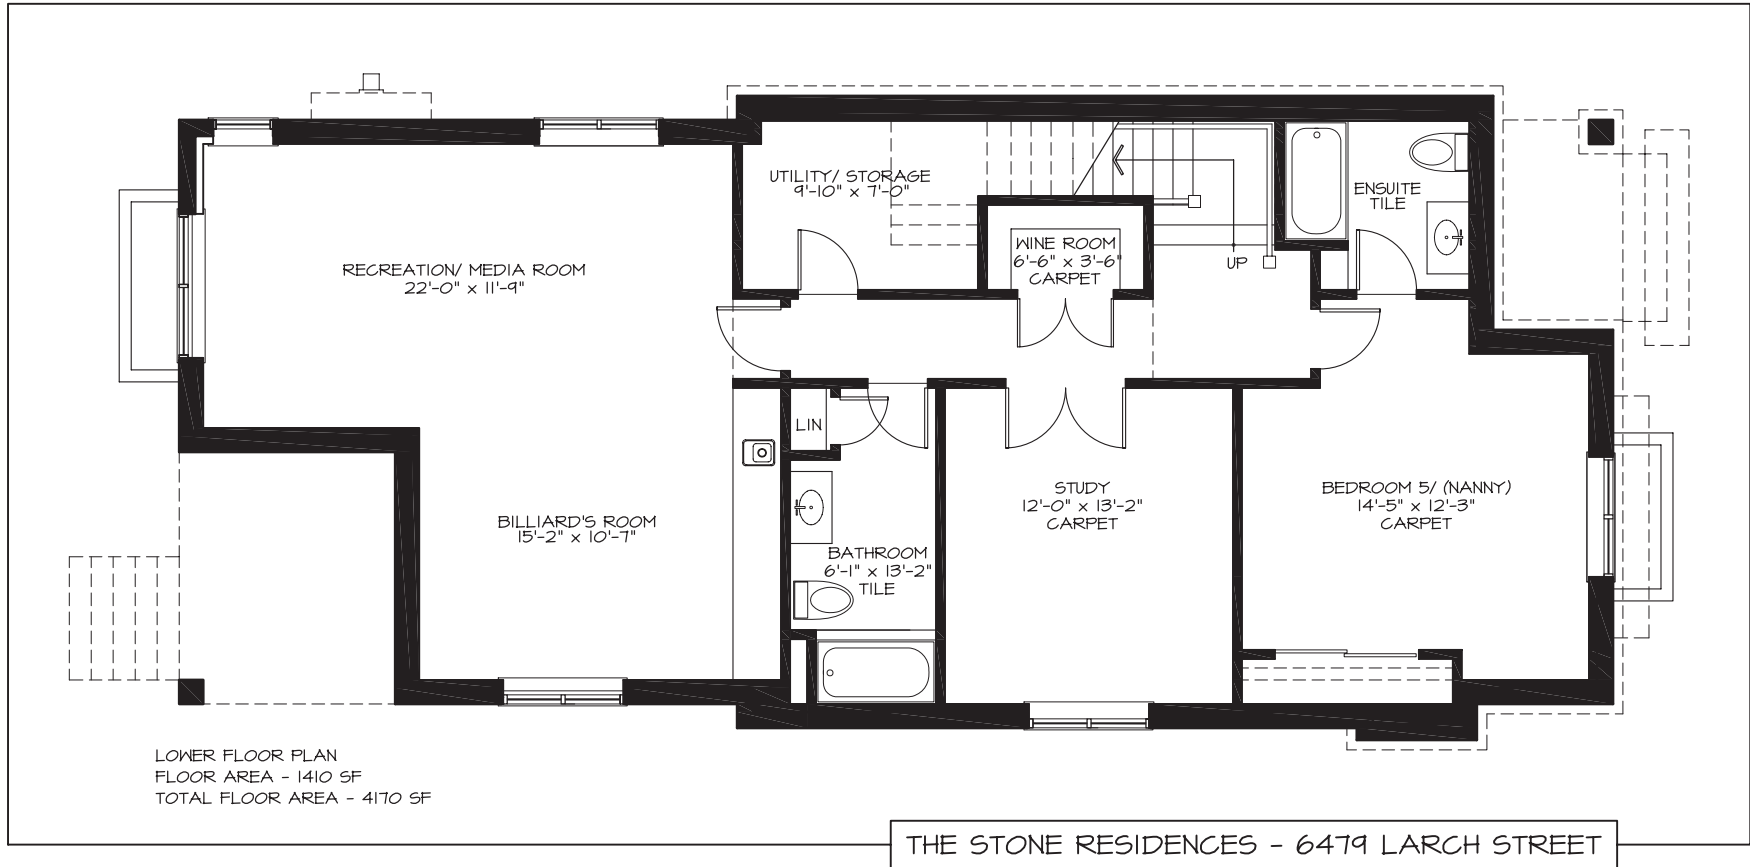 UTILITY/ STORAGE
9'-10" x 7'-0"
ENSUITE
TILE
WINE ROOM
6'-6" x 3'-6"
CARPET
UP
RECREATION/ MEDIA ROOM
22'-0" x 11'-9"
LIN
STUDY
12'-0" x 13'-2"
CARPET
BEDROOM 5/ (NANNY)
14'-5" x 12'-3"
CARPET
BILLIARD'S ROOM
15'-2" x 10'-7"
BATHROOM
6'-1" x 13'-2"
TILE
LOWER FLOOR PLAN
FLOOR AREA - 1410 SF
TOTAL FLOOR AREA - 4170 SF
THE STONE RESIDENCES - 6479 LARCH STREET